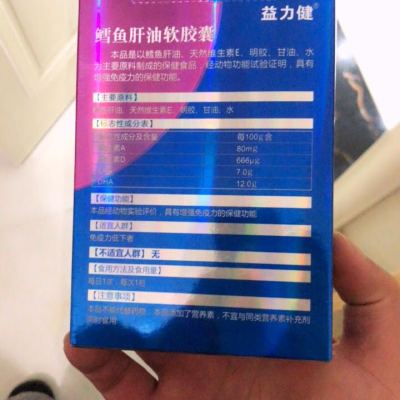 益力健
鳕鱼肝油软胶囊
本品是以鳕鱼肝油、天然维生素E、明胶、甘油、水
为主要原料制成的保健食品，经动物功能试验证明，具有
增强免疫力的保健功能。
【主要原料】
鱼肝油、天然维生素E、明胶、甘油、水
【标志性成分表】
标志性成分及含量 每100g含
素A 80mg
素D 666μg
7.0g
DHA 12.0g
【保健功能】
本品经动物实验评价，具有增强免疫力的保健功能
【适宜人群】
免疫力低下者
【不适宜人群】 无
【食用方法及食用量】
每日1次，每次1粒
【注意事项】
本品不能代替药物，本品添加了营养素，不宜与同类营养素补充剂
同时食用